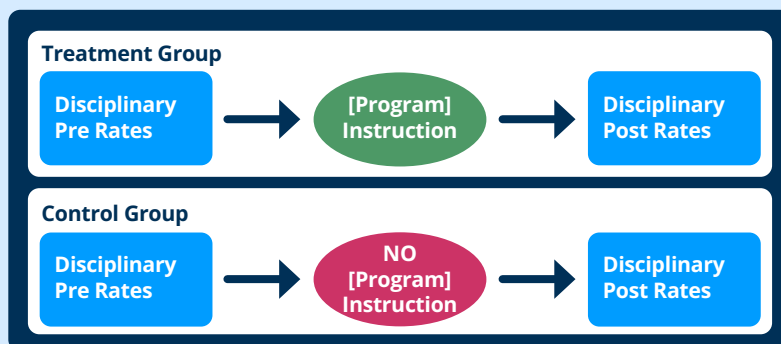 Treatment Group
Disciplinary
Pre Rates
[Program]
Instruction
Disciplinary
Post Rates
Control Group
Disciplinary
Pre Rates
NO
[Program]
Instruction
Disciplinary
Post Rates